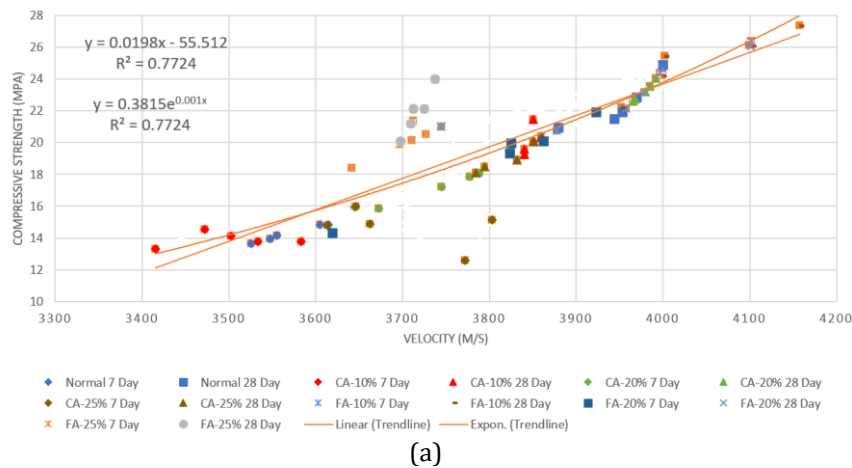 28
26
24
22
20
18
16
14
12
10
COMPRESSIVE STRENGTH (MPA)
y = 0.0198x - 55.512
R² = 0.7724
y = 0.3815e^0.001x
R² = 0.7724
3300 3400 3500 3600 3700 3800 3900 4000 4100 4200
VELOCITY (M/S)
Normal 7 Day Normal 28 Day CA-10% 7 Day CA-10% 28 Day CA-20% 7 Day CA-20% 28 Day
CA-25% 7 Day CA-25% 28 Day FA-10% 7 Day FA-10% 28 Day FA-20% 7 Day FA-20% 28 Day
FA-25% 7 Day FA-25% 28 Day Linear (Trendline) Expon. (Trendline)
(a)